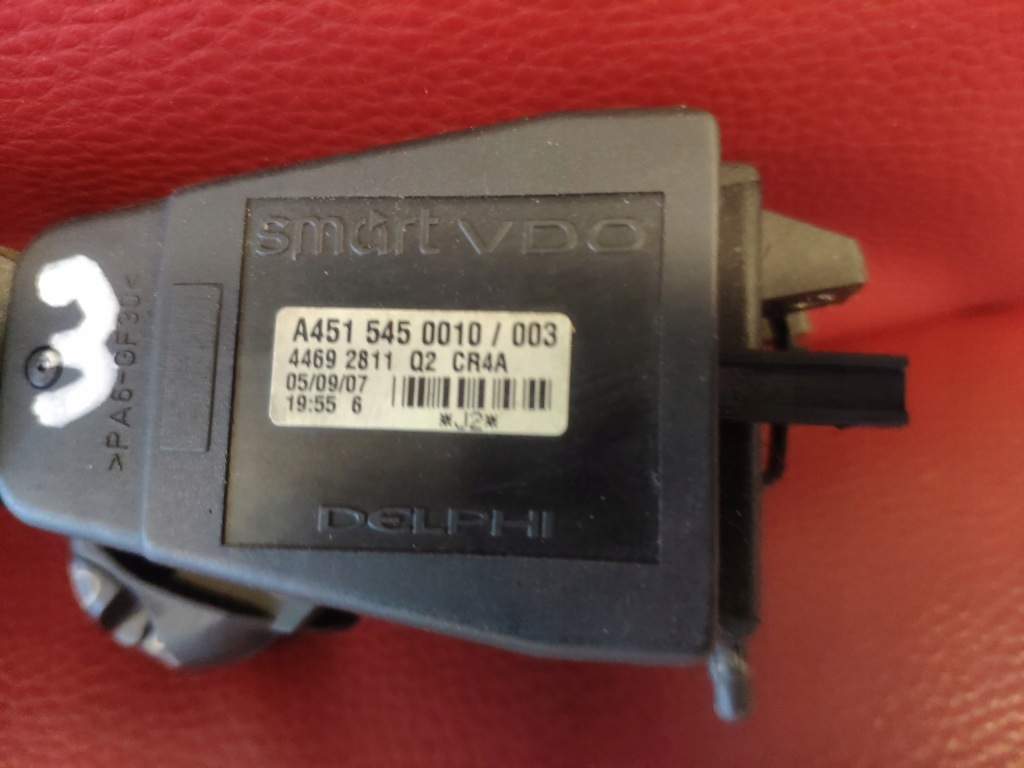 smart VDO
A451 545 0010 / 003
4469 2811 Q2 CR4A
05/09/07
19:55 6
*J2*
DELPHI
>PA6-GF30<
3